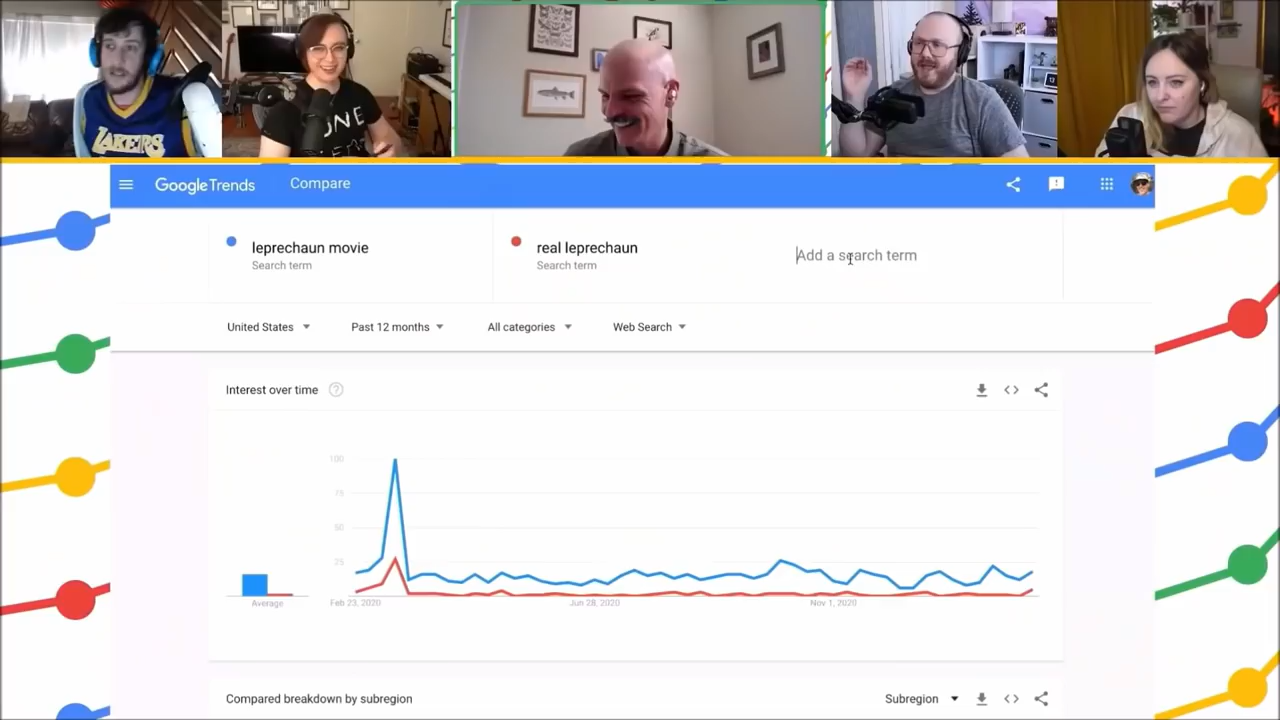 LAKERS
ONE
Google Trends
Compare
leprechaun movie
Search term
real leprechaun
Search term
Add a search term
United States
Past 12 months
All categories
Web Search
Interest over time
?
100
75
50
25
Average
Feb 23, 2020
Jun 28, 2020
Nov 1, 2020
Compared breakdown by subregion
Subregion